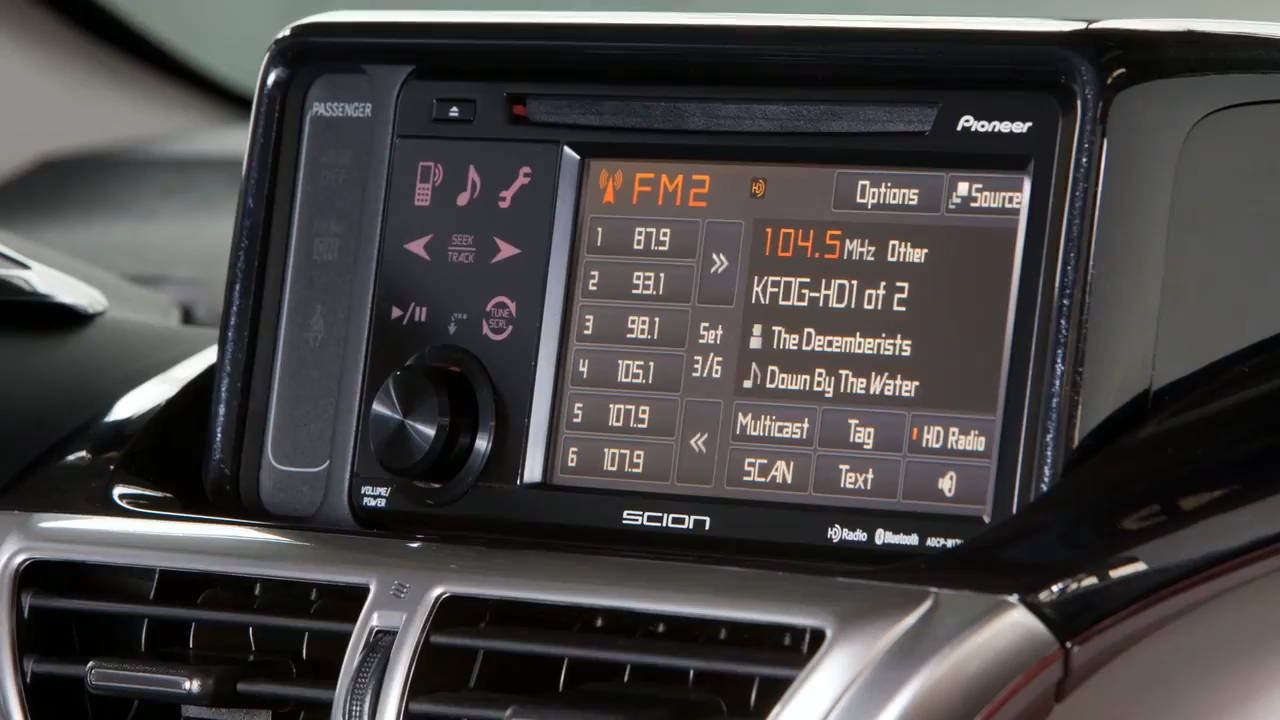 PASSENGER
Pioneer
FM2
HD
Options
Source
1 87.9
2 93.1
3 98.1
4 105.1
5 107.9
6 107.9
Set
3/6
104.5 MHz Other
KFOG-HD1 of 2
The Decemberists
Down By The Water
Multicast
Tag
HD Radio
SCAN
Text
SEEK
TRACK
TUNE
SCRL
VOLUME/
POWER
SCION
HD Radio
Bluetooth